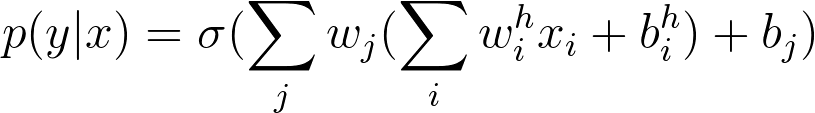 p(y|x) = σ(∑_j w_j(∑_i w_i^h x_i + b_i^h) + b_j)